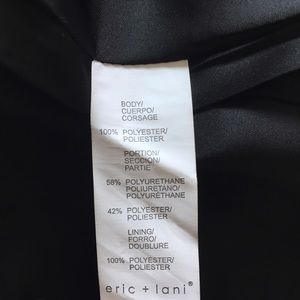 BODY/
CUERPO/
CORSAGE
100% POLYESTER/
POLIESTER
PORTION/
SECCION/
PARTIE
58% POLYURETHANE
POLIURETANO/
POLYURETHANE
42% POLYESTER/
POLIESTER
LINING/
FORRO/
DOUBLURE
100% POLYESTER/
POLIESTER
eric + lani®